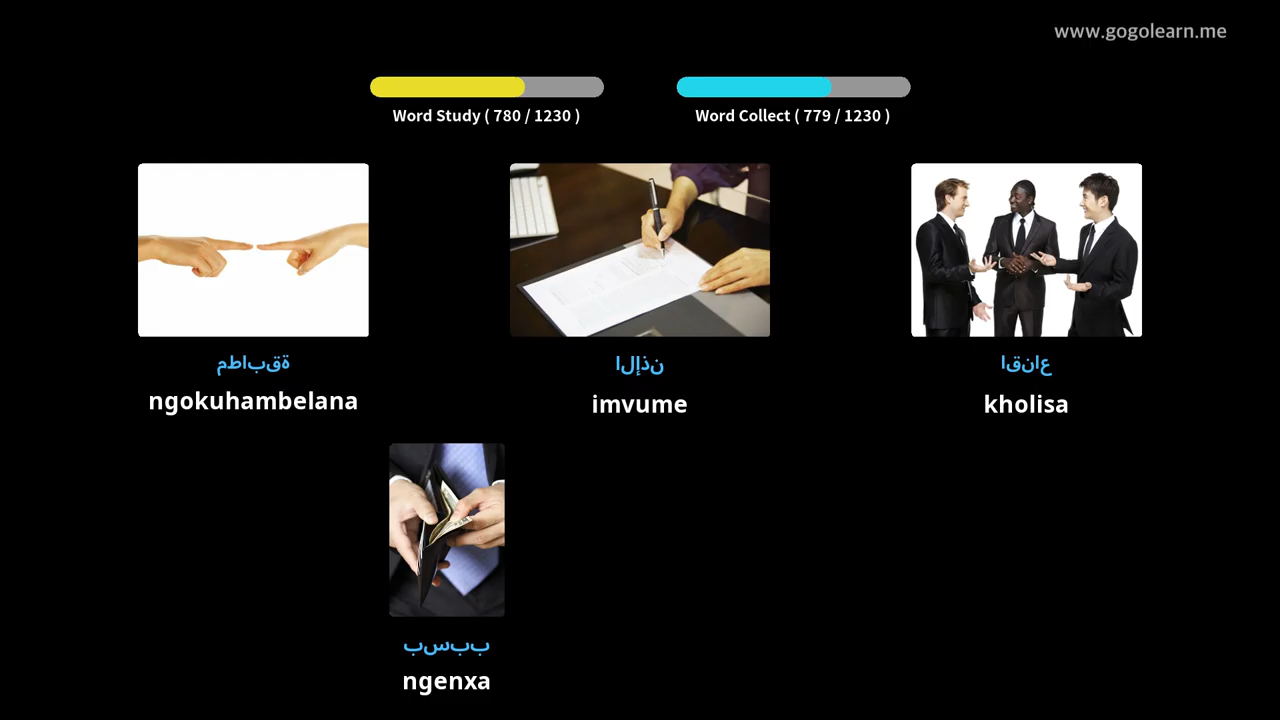 www.gogolearn.me
Word Study ( 780 / 1230 )
Word Collect ( 779 / 1230 )
مطابقة
الإذن
اقناع
ngokuhambelana
imvume
kholisa
بسبب
ngenxa